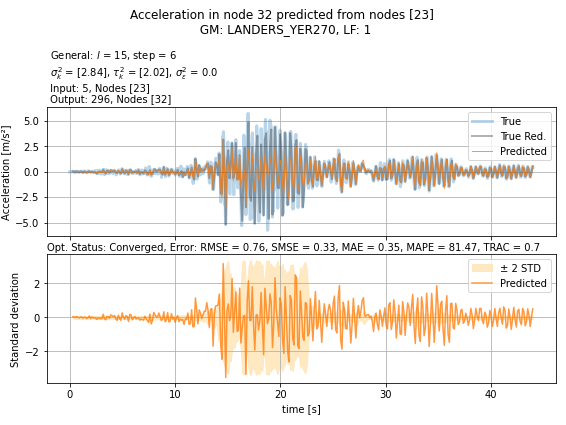 Acceleration in node 32 predicted from nodes [23]
GM: LANDERS_YER270, LF: 1
General: l = 15, step = 6
σ²ₖ = [2.84], τ²ₖ = [2.02], σ²ε = 0.0
Input: 5, Nodes [23]
Output: 296, Nodes [32]
Acceleration [m/s²]
5.0
2.5
0.0
−2.5
−5.0
True
True Red.
Predicted
Opt. Status: Converged, Error: RMSE = 0.76, SMSE = 0.33, MAE = 0.35, MAPE = 81.47, TRAC = 0.7
Standard deviation
2
0
−2
± 2 STD
Predicted
0
10
20
30
40
time [s]